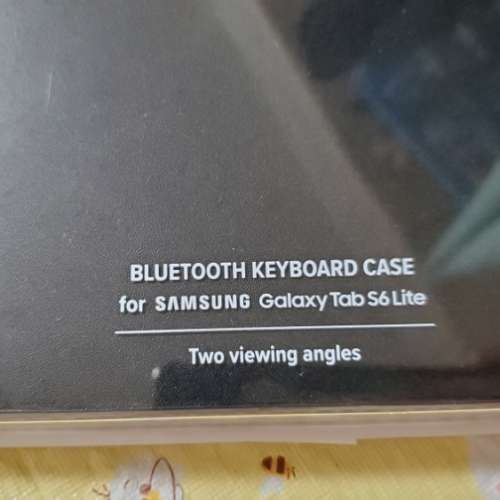 BLUETOOTH KEYBOARD CASE
for SAMSUNG Galaxy Tab S6 Lite
Two viewing angles